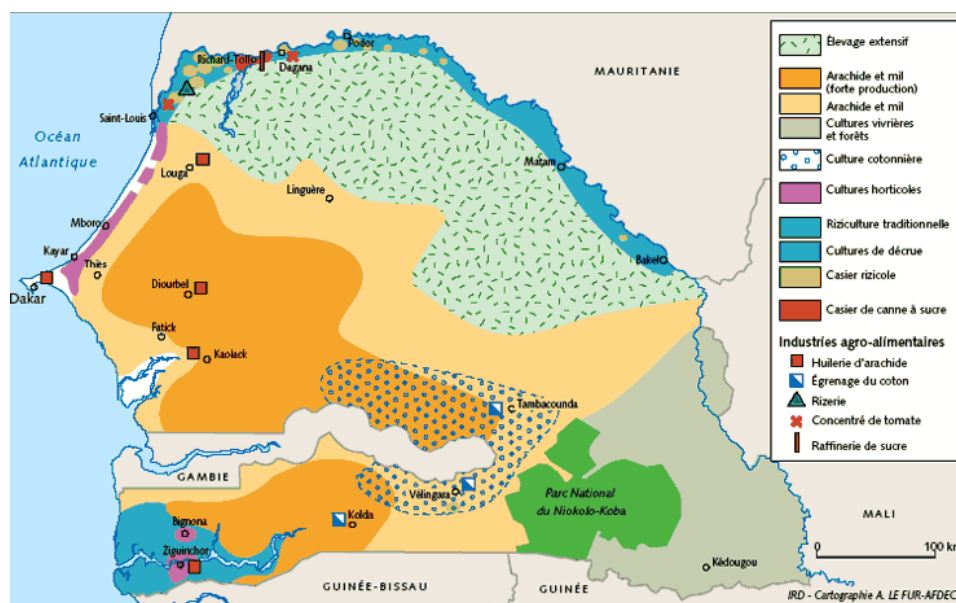 MAURITANIE
Podor
Richard-Toll
Dagana
Saint-Louis
Océan
Atlantique
Matam
Louga
Linguère
Mboro
Kayar
Thiès
Bakel
Dakar
Diourbel
Fatick
Kaolack
Tambacounda
GAMBIE
Vélingara
Parc National
du Niokolo-Koba
Kolda
Bignona
Ziguinchor
Kédougou
MALI
GUINÉE-BISSAU
GUINÉE
Élevage extensif
Arachide et mil
(forte production)
Arachide et mil
Cultures vivrières
et forêts
Culture cotonnière
Cultures horticoles
Riziculture traditionnelle
Cultures de décrue
Casier rizicole
Casier de canne à sucre
Industries agro-alimentaires
Huilerie d'arachide
Égrenage du coton
Rizerie
Concentré de tomate
Raffinerie de sucre
0 100 km
IRD - Cartographie A. LE FUR-AFDEC